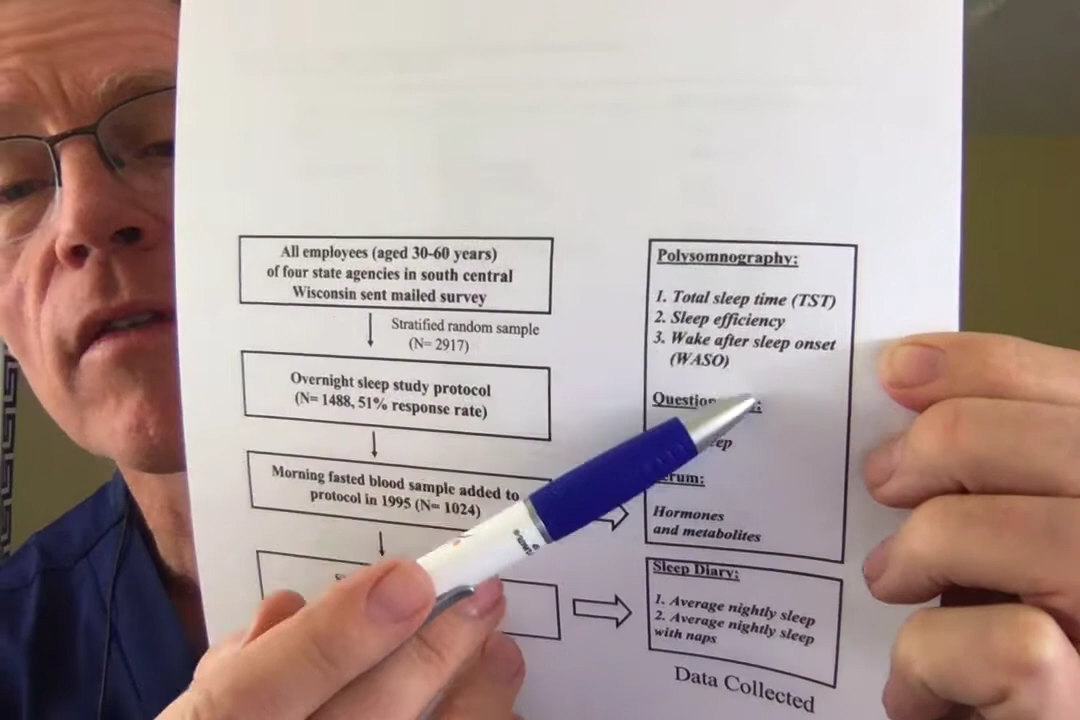 All employees (aged 30-60 years)
of four state agencies in south central
Wisconsin sent mailed survey
Stratified random sample
(N= 2917)
Overnight sleep study protocol
(N= 1488, 51% response rate)
Morning fasted blood sample added to
protocol in 1995 (N= 1024)
Polysomnography:
1. Total sleep time (TST)
2. Sleep efficiency
3. Wake after sleep onset
(WASO)
Hormones
and metabolites
Sleep Diary:
1. Average nightly sleep
2. Average nightly sleep
with naps
Data Collected